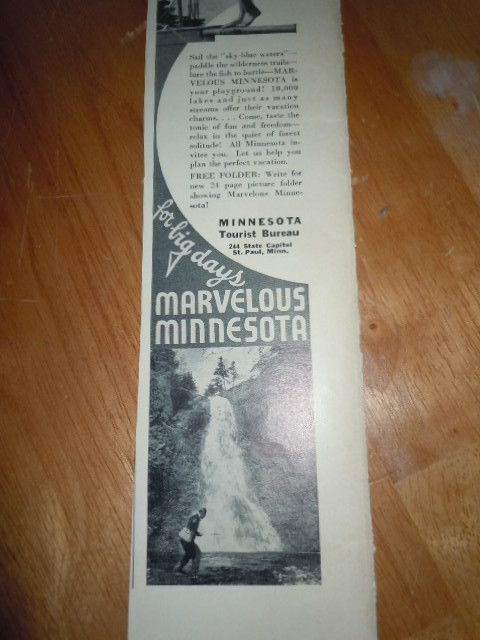 Sail the "sky-blue waters"—
paddle the wilderness trails—
lure the fish to battle—MAR-
VELOUS MINNESOTA is
your playground! 10,000
lakes and just as many
streams offer their vacation
charms. . . . Come, taste the
tonic of fun and freedom—
relax in the quiet of forest
solitude! All Minnesota in-
vites you. Let us help you
plan the perfect vacation.
FREE FOLDER: Write for
new 24 page picture folder
showing Marvelous Minne-
sota!
MINNESOTA
Tourist Bureau
244 State Capitol
St. Paul, Minn.
for big days
MARVELOUS
MINNESOTA